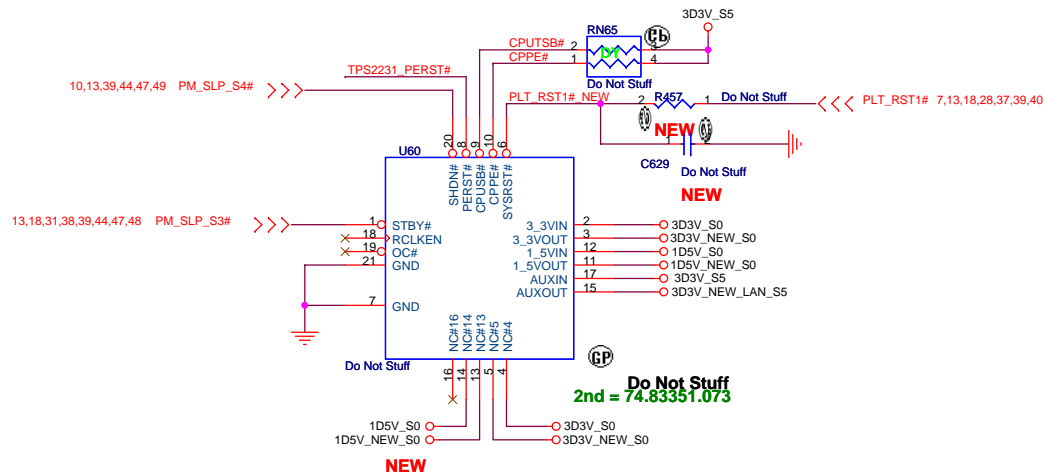 3D3V_S5
RN65
CPUTSB# 2 3
DY
CPPE# 1 4
Do Not Stuff
TPS2231_PERST#
10,13,39,44,47,49 PM_SLP_S4#
PLT_RST1#_NEW 2 R457 1 Do Not Stuff PLT_RST1# 7,13,18,28,37,39,40
NEW
1 2
C629 Do Not Stuff
NEW
20 8 9 10 6
U60
SHDN# PERST# CPUSB# CPPE# SYSRST#
13,18,31,38,39,44,47,48 PM_SLP_S3# 1 STBY#
18 RCLKEN
19 OC#
21 GND
7 GND
3_3VIN 2 3D3V_S0
3_3VOUT 3 3D3V_NEW_S0
1_5VIN 12 1D5V_S0
1_5VOUT 11 1D5V_NEW_S0
AUXIN 17 3D3V_S5
AUXOUT 15 3D3V_NEW_LAN_S5
NC#16 NC#14 NC#13 NC#5 NC#4
16 14 13 5 4
Do Not Stuff
GP
Do Not Stuff
2nd = 74.83351.073
1D5V_S0 3D3V_S0
1D5V_NEW_S0 3D3V_NEW_S0
NEW